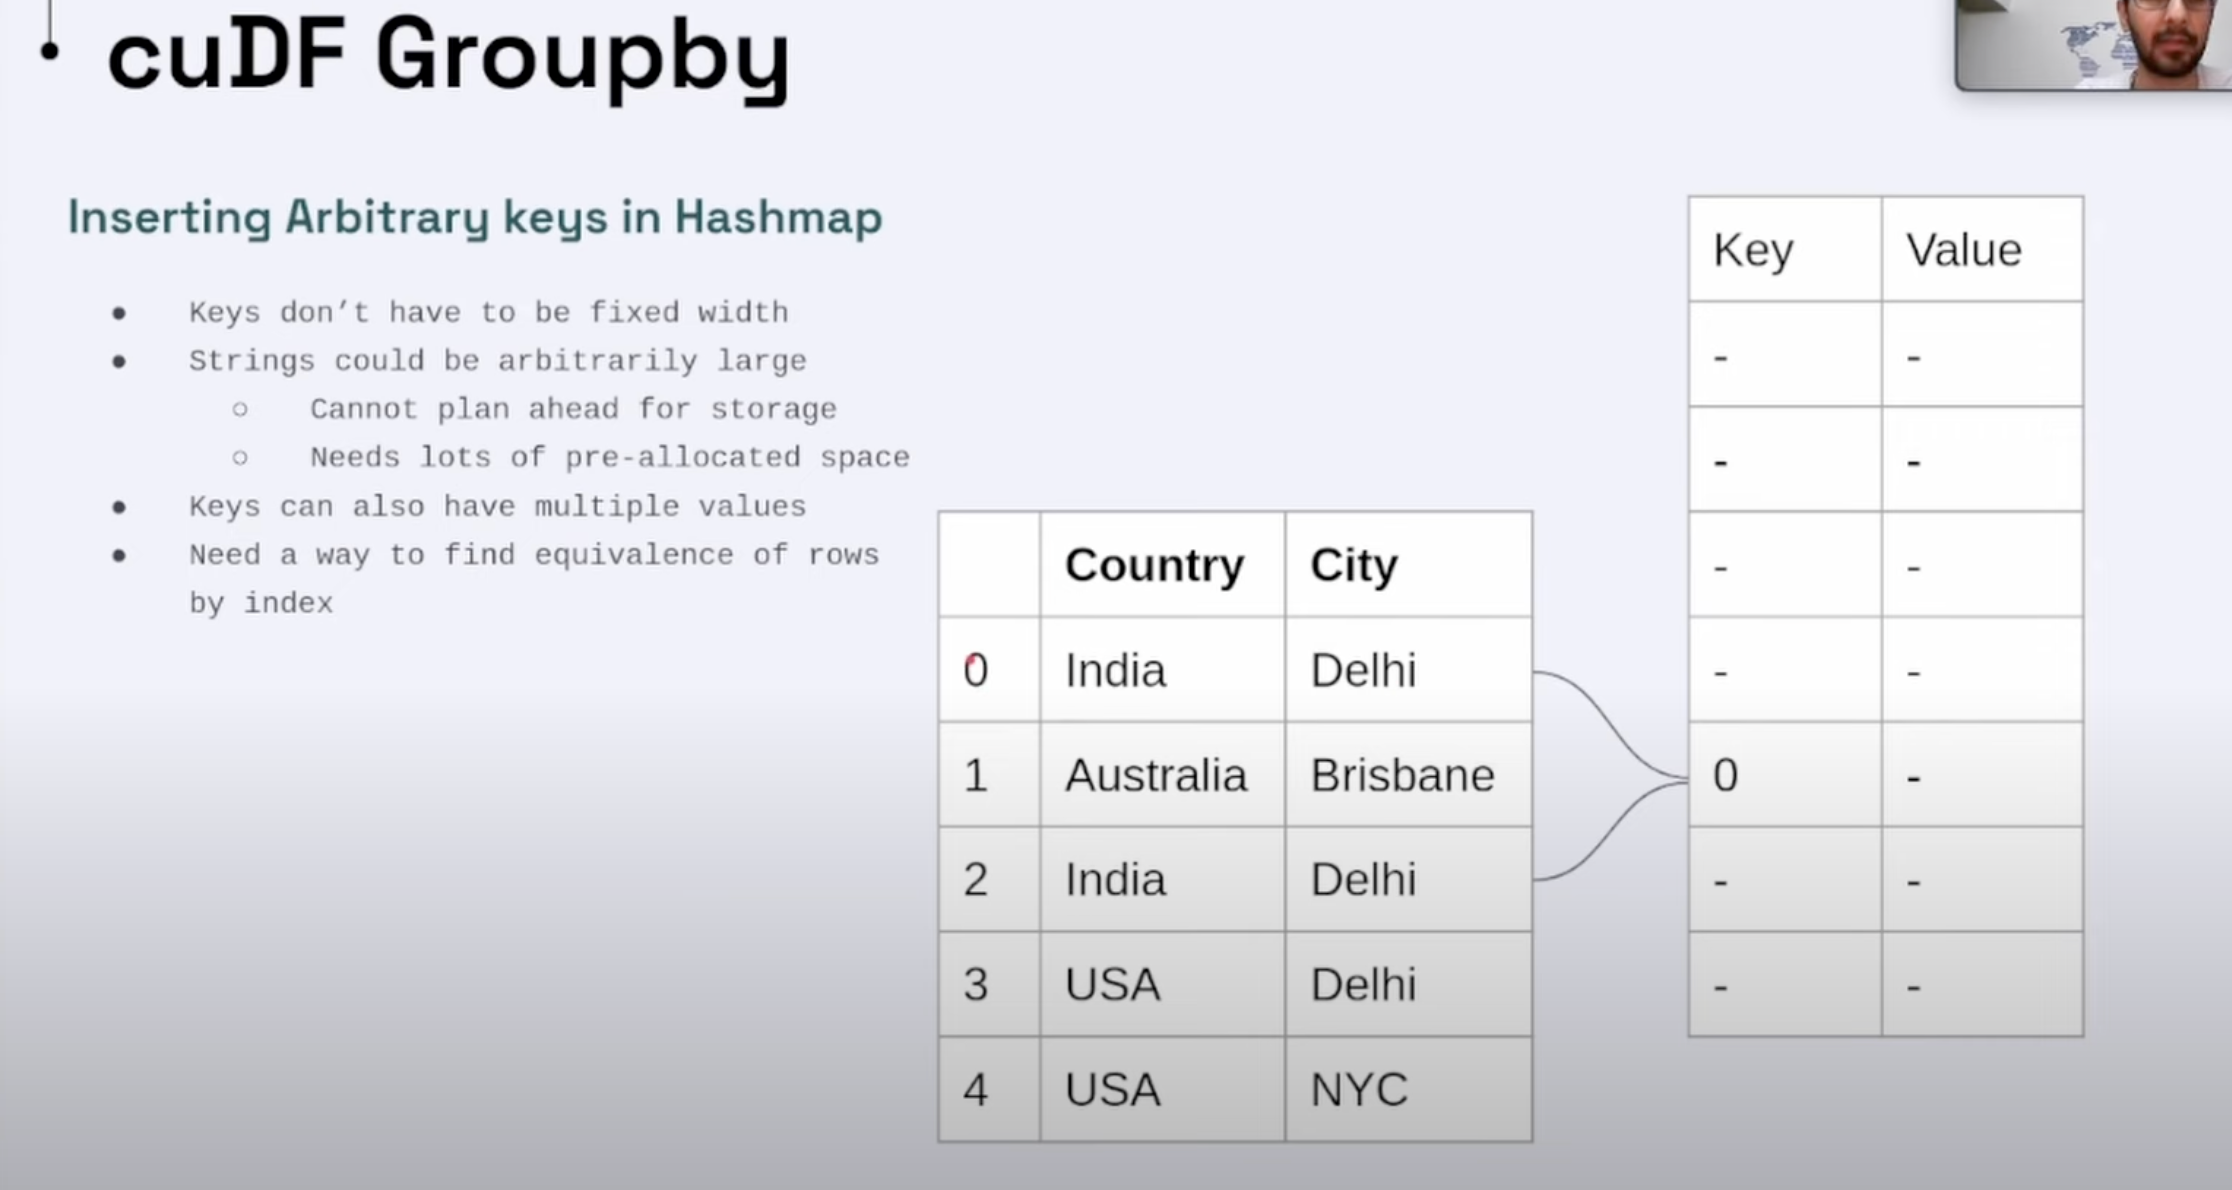 cuDF Groupby
Inserting Arbitrary keys in Hashmap
● Keys don’t have to be fixed width
● Strings could be arbitrarily large
○ Cannot plan ahead for storage
○ Needs lots of pre-allocated space
● Keys can also have multiple values
● Need a way to find equivalence of rows
by index
Country City
0 India Delhi
1 Australia Brisbane
2 India Delhi
3 USA Delhi
4 USA NYC
Key Value
- -
- -
- -
- -
0 -
- -
- -